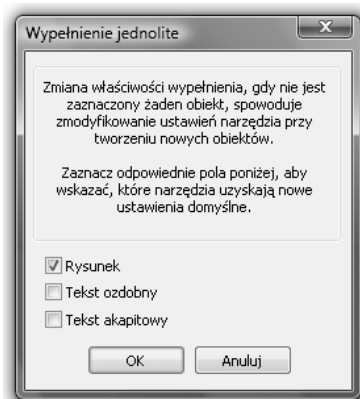 Wypełnienie jednolite
Zmiana właściwości wypełnienia, gdy nie jest
zaznaczony żaden obiekt, spowoduje
zmodyfikowanie ustawień narzędzia przy
tworzeniu nowych obiektów.
Zaznacz odpowiednie pola poniżej, aby
wskazać, które narzędzia uzyskają nowe
ustawienia domyślne.
Rysunek
Tekst ozdobny
Tekst akapitowy
OK Anuluj